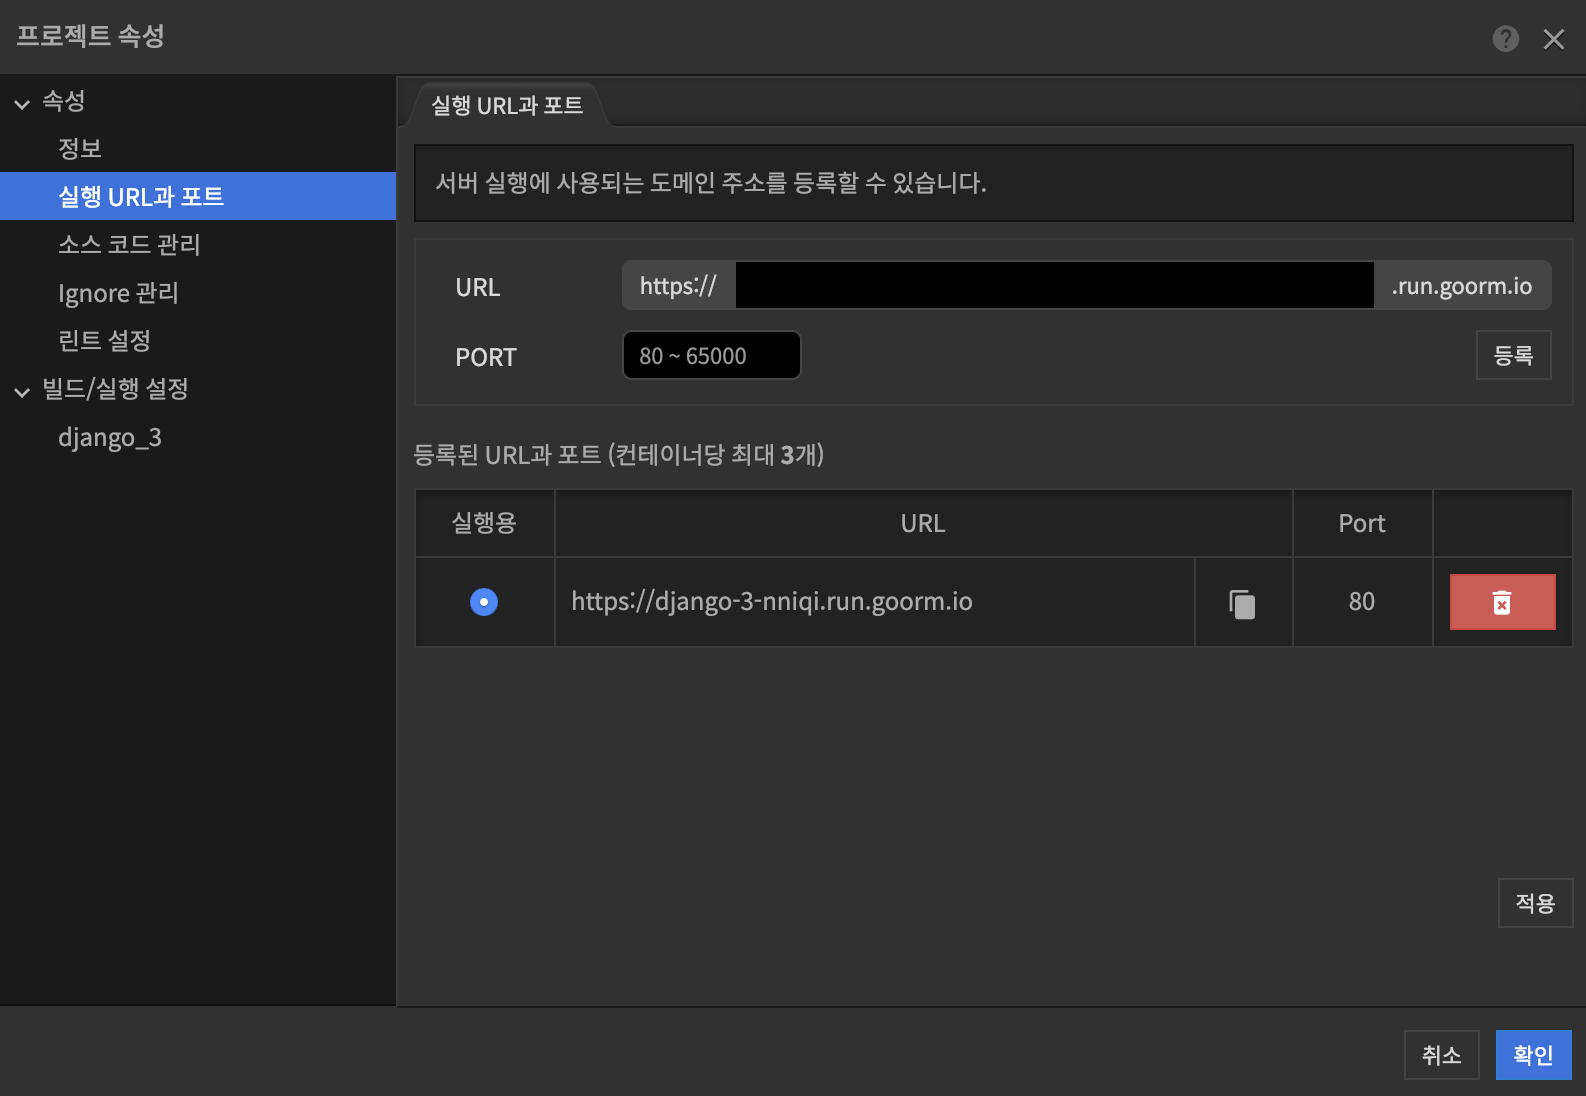 프로젝트 속성
속성
정보
실행 URL과 포트
소스 코드 관리
Ignore 관리
린트 설정
빌드/실행 설정
django_3
실행 URL과 포트
서버 실행에 사용되는 도메인 주소를 등록할 수 있습니다.
URL https:// .run.goorm.io
PORT 80 ~ 65000 등록
등록된 URL과 포트 (컨테이너당 최대 3개)
실행용 URL Port
https://django-3-nniqi.run.goorm.io 80
적용
취소 확인